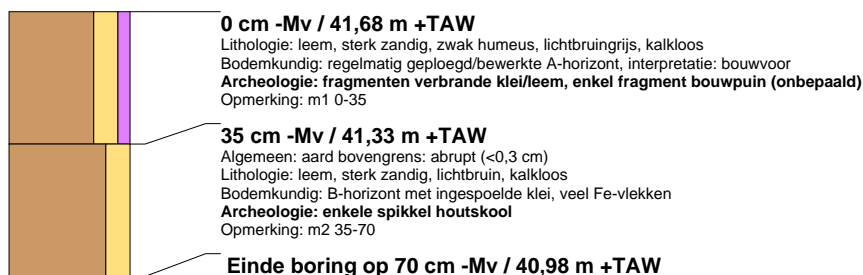 0 cm -Mv / 41,68 m +TAW
Lithologie: leem, sterk zandig, zwak humeus, lichtbruingrijs, kalkloos
Bodemkundig: regelmatig geploegd/bewerkte A-horizont, interpretatie: bouwvoor
Archeologie: fragmenten verbrande klei/leem, enkel fragment bouwpuin (onbepaald)
Opmerking: m1 0-35
35 cm -Mv / 41,33 m +TAW
Algemeen: aard bovengrens: abrupt (<0,3 cm)
Lithologie: leem, sterk zandig, lichtbruin, kalkloos
Bodemkundig: B-horizont met ingespoelde klei, veel Fe-vlekken
Archeologie: enkele spikkel houtskool
Opmerking: m2 35-70
Einde boring op 70 cm -Mv / 40,98 m +TAW